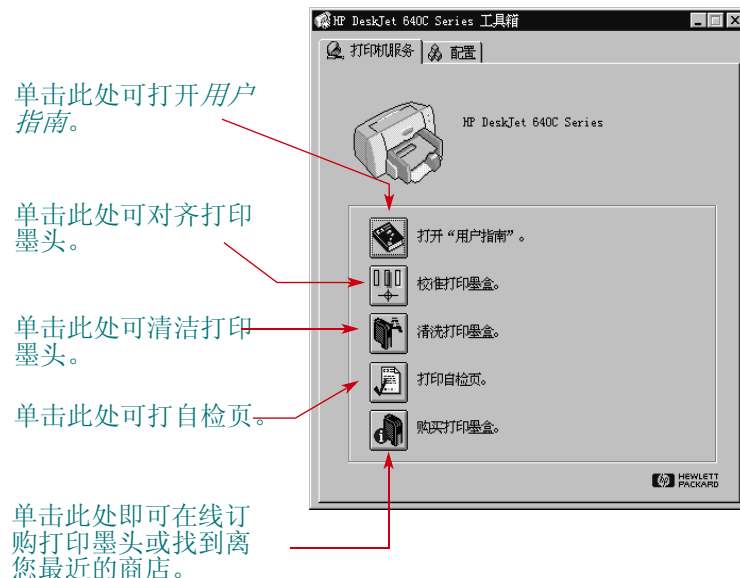 HP DeskJet 640C Series 工具箱
打印机服务
配置
HP DeskJet 640C Series
打开“用户指南”。
校准打印墨盒。
清洗打印墨盒。
打印自检页。
购买打印墨盒。
HEWLETT
PACKARD
单击此处可打开用户
指南。
单击此处可对齐打印
墨头。
单击此处可清洁打印
墨头。
单击此处可打自检页。
单击此处即可在线订
购打印墨头或找到离
您最近的商店。